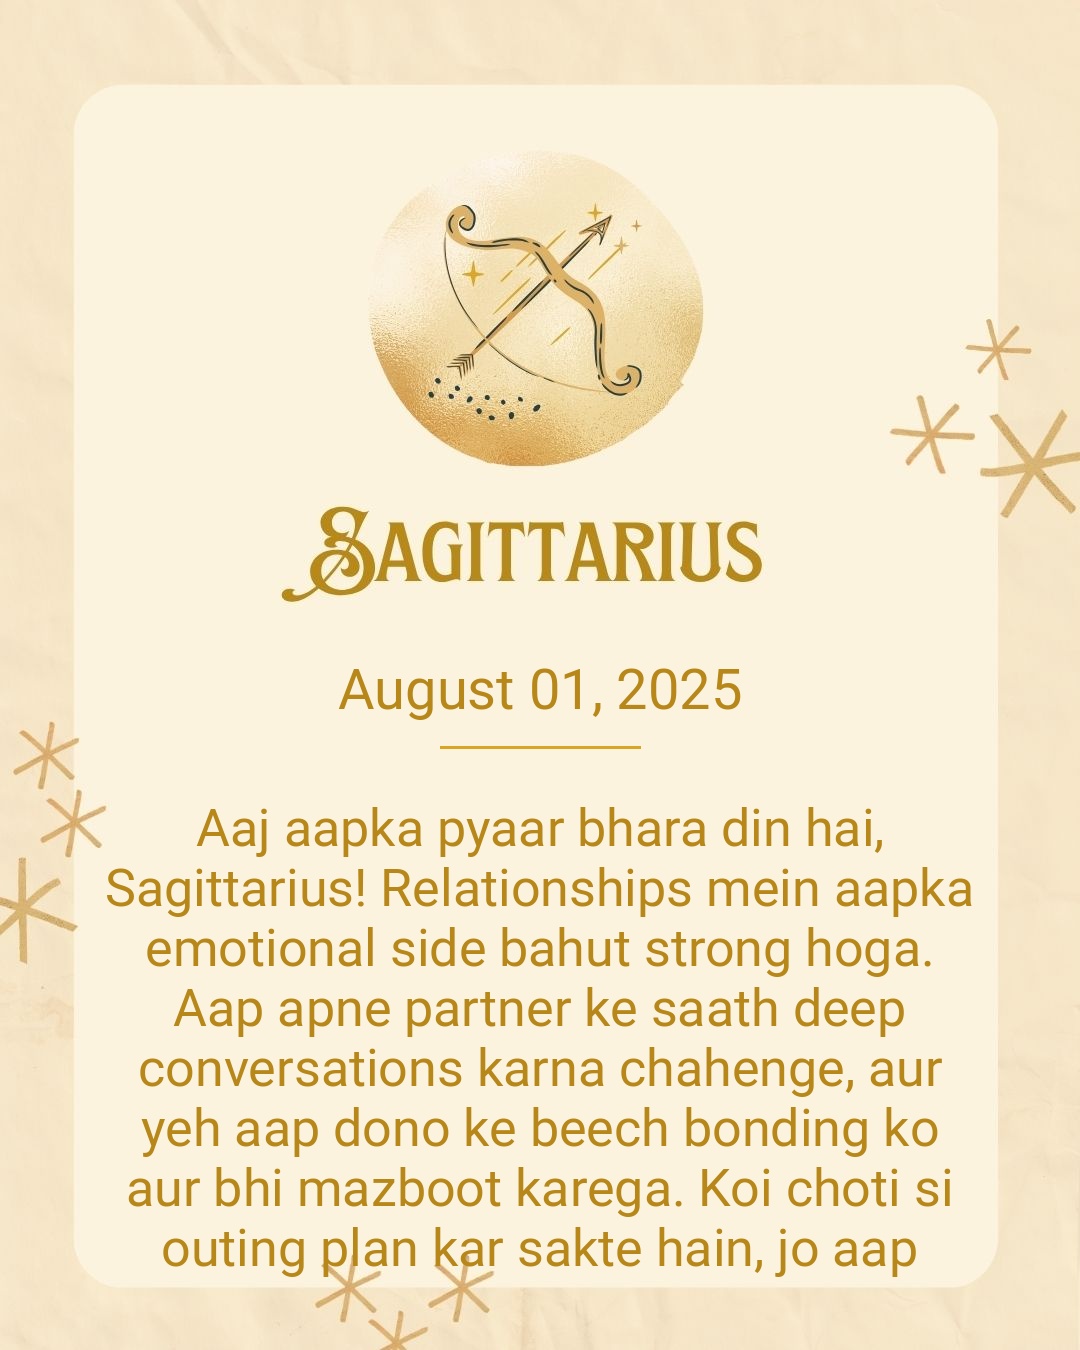 Sagittarius
August 01, 2025
Aaj aapka pyaar bhara din hai,
Sagittarius! Relationships mein aapka
emotional side bahut strong hoga.
Aap apne partner ke saath deep
conversations karna chahenge, aur
yeh aap dono ke beech bonding ko
aur bhi mazboot karega. Koi choti si
outing plan kar sakte hain, jo aap